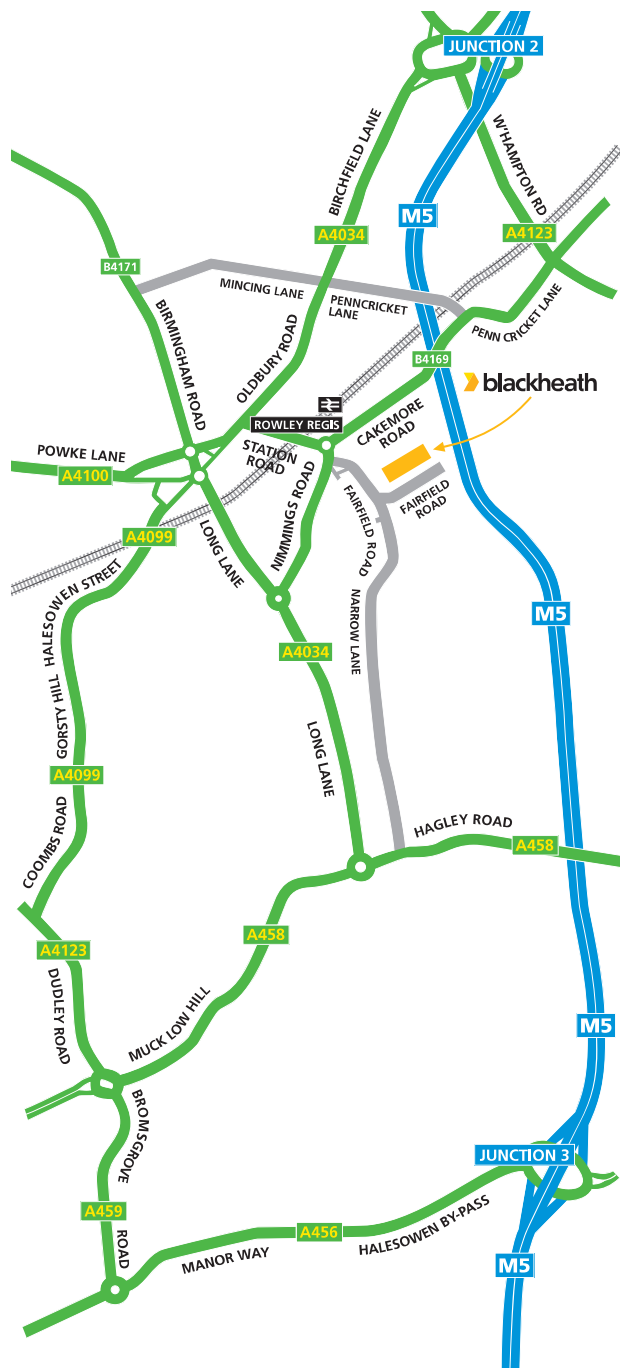 JUNCTION 2
BIRCHFIELD LANE
W'HAMPTON RD
M5
A4034
A4123
B4171
MINCING LANE
PENNCRICKET
LANE
PENN CRICKET LANE
BIRMINGHAM ROAD
OLDBURY ROAD
B4169
blackheath
ROWLEY REGIS
CAKEMORE
ROAD
POWKE LANE
STATION
ROAD
A4100
FAIRFIELD
ROAD
NIMMINGS ROAD
FAIRFIELD ROAD
A4099
LONG LANE
HALESOWEN STREET
NARROW LANE
M5
A4034
GORSTY HILL
LONG LANE
A4099
HAGLEY ROAD
A458
COOMBS ROAD
A458
A4123
DUDLEY ROAD
MUCK LOW HILL
M5
BROMSGROVE
JUNCTION 3
A459
ROAD
A456
HALESOWEN BY-PASS
MANOR WAY
M5